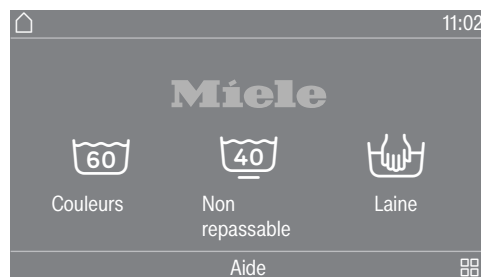 11:02
Miele
60
40
Couleurs
Non
repassable
Laine
Aide